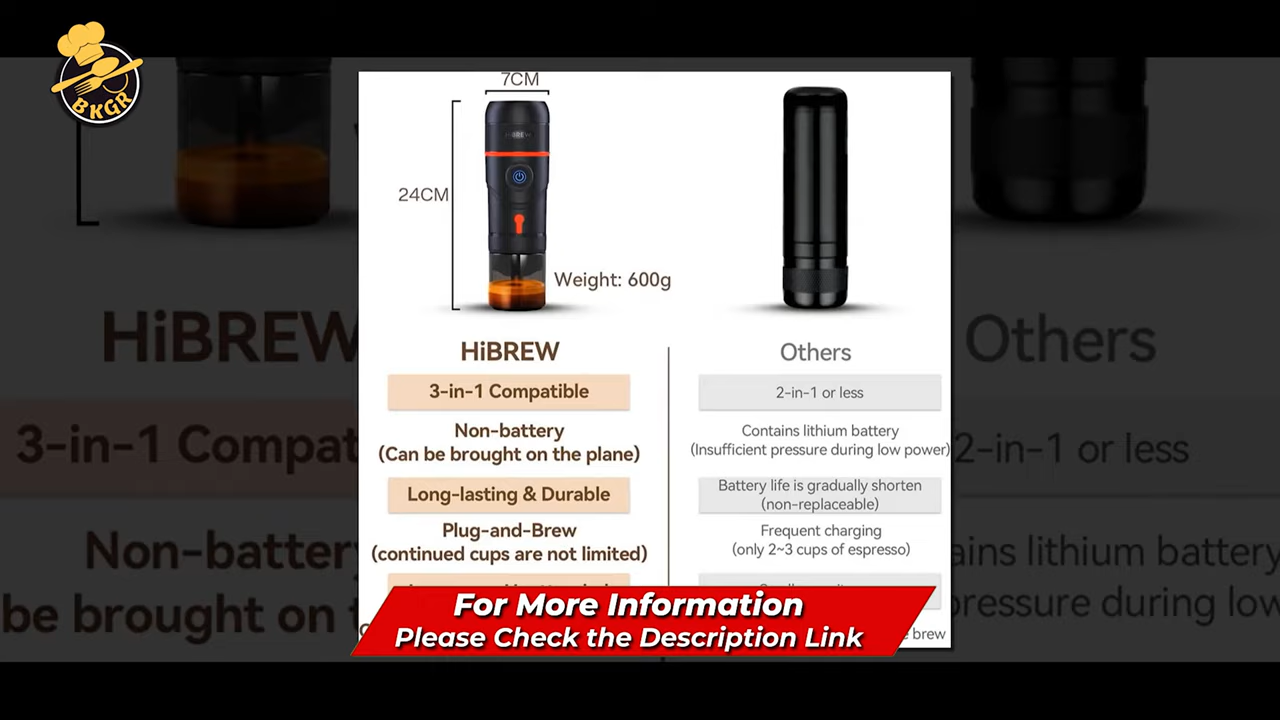 BKGR
7CM
24CM
HiBREW
Weight: 600g
HiBREW
Others
3-in-1 Compatible
2-in-1 or less
Non-battery
(Can be brought on the plane)
Contains lithium battery
(Insufficient pressure during low power)
Long-lasting & Durable
Battery life is gradually shorten
(non-replaceable)
Plug-and-Brew
(continued cups are not limited)
Frequent charging
(only 2~3 cups of espresso)
brew
For More Information
Please Check the Description Link
HiBREW
Others
3-in-1 Compat
2-in-1 or less
Non-batter
be brought on
ains lithium battery
pressure during low